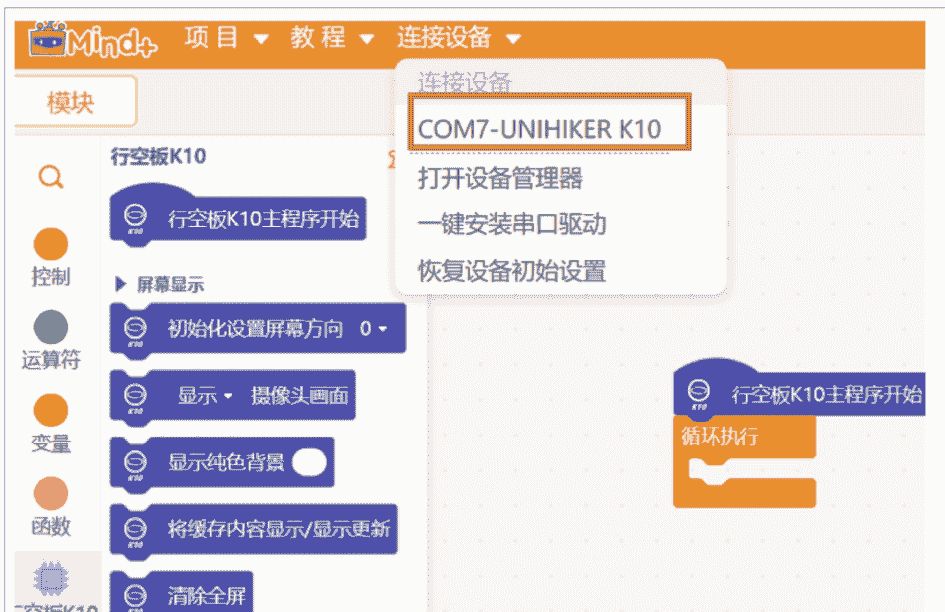 Mind+ 项目 教程 连接设备
连接设备
模块
COM7-UNIHIKER K10
打开设备管理器
一键安装串口驱动
恢复设备初始设置
行空板K10
行空板K10主程序开始
控制
屏幕显示
初始化设置屏幕方向 0
运算符
显示 摄像头画面
变量
显示纯色背景
函数
将缓存内容显示/显示更新
清除全屏
行空板K10
行空板K10主程序开始
循环执行